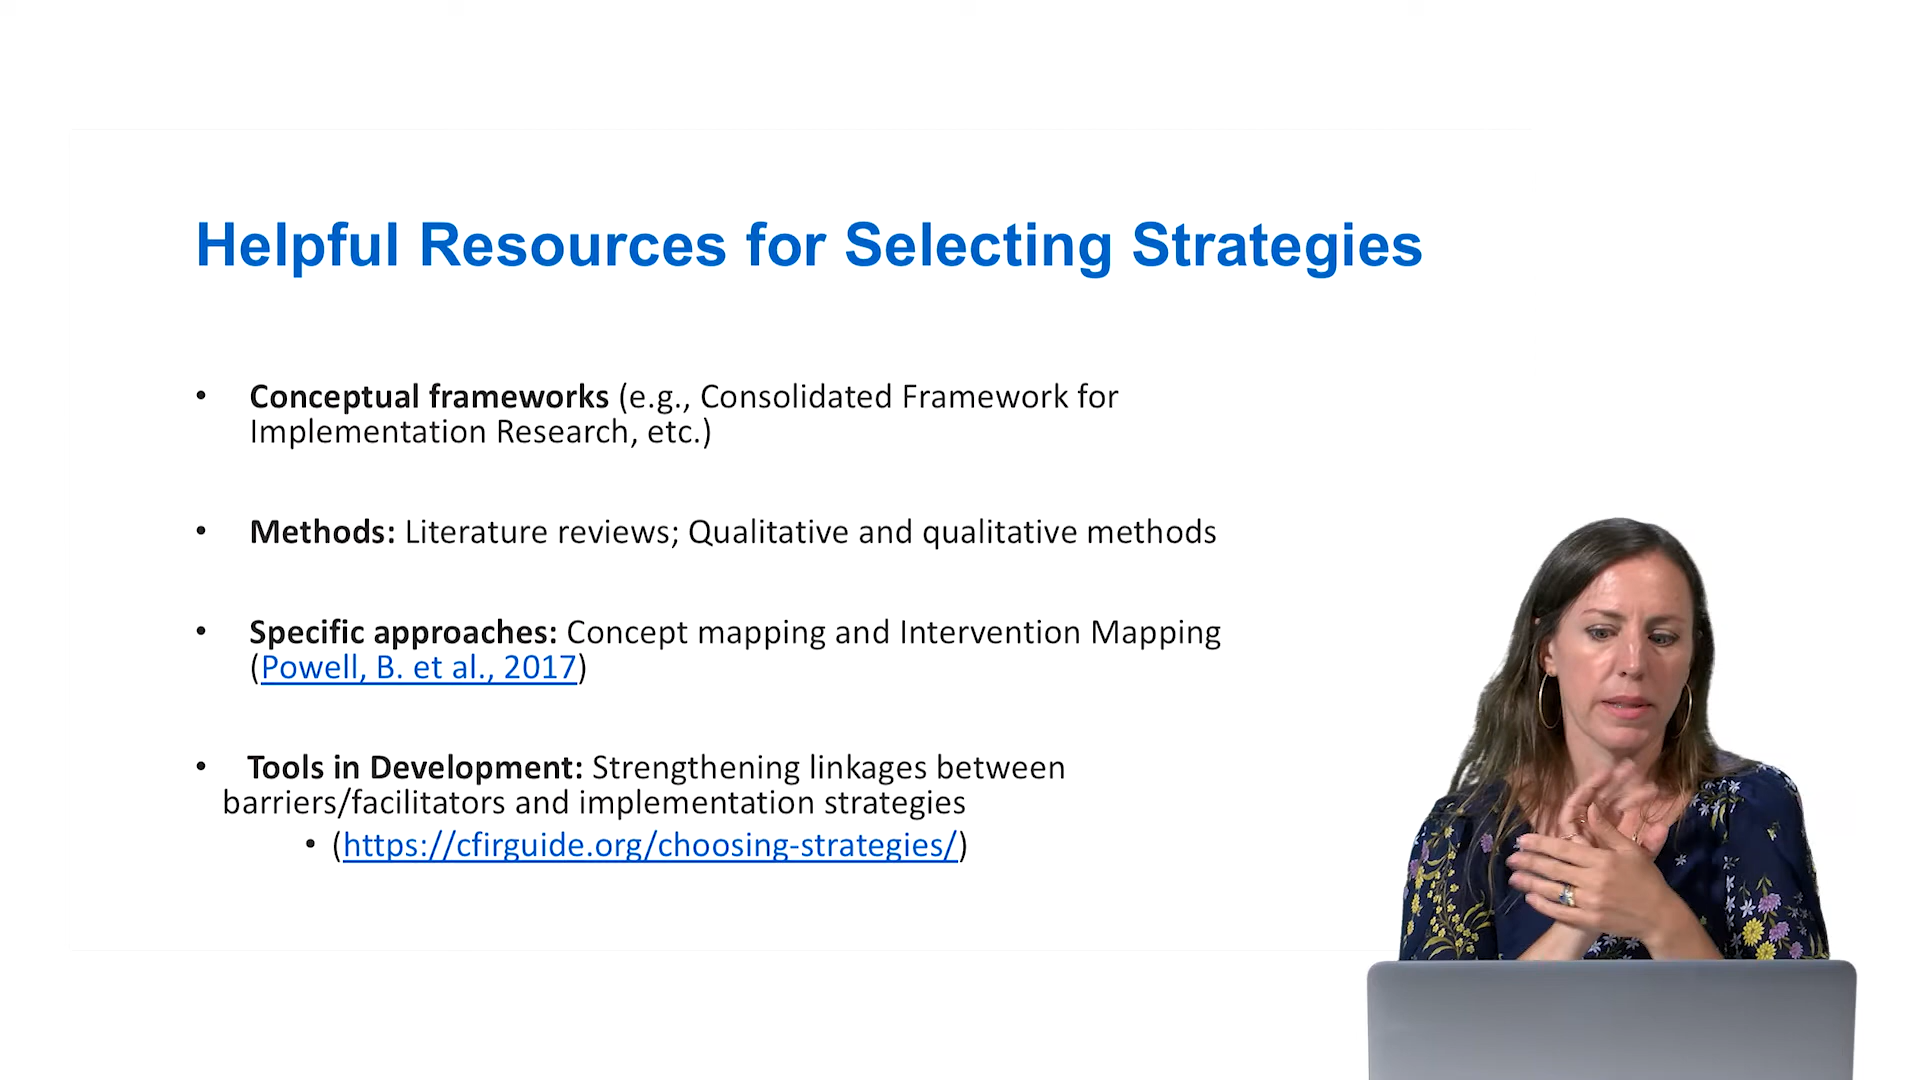 Helpful Resources for Selecting Strategies
• Conceptual frameworks (e.g., Consolidated Framework for
Implementation Research, etc.)
• Methods: Literature reviews; Qualitative and qualitative methods
• Specific approaches: Concept mapping and Intervention Mapping
(Powell, B. et al., 2017)
• Tools in Development: Strengthening linkages between
barriers/facilitators and implementation strategies
• (https://cfirguide.org/choosing-strategies/)